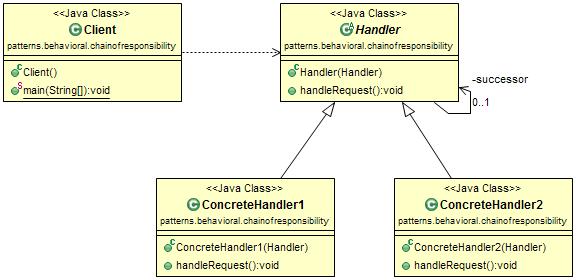 <<Java Class>>
Client
patterns.behavioral.chainofresponsibility
Client()
main(String[]):void
<<Java Class>>
Handler
patterns.behavioral.chainofresponsibility
Handler(Handler)
handleRequest():void
-successor
0..1
<<Java Class>>
ConcreteHandler1
patterns.behavioral.chainofresponsibility
ConcreteHandler1(Handler)
handleRequest():void
<<Java Class>>
ConcreteHandler2
patterns.behavioral.chainofresponsibility
ConcreteHandler2(Handler)
handleRequest():void